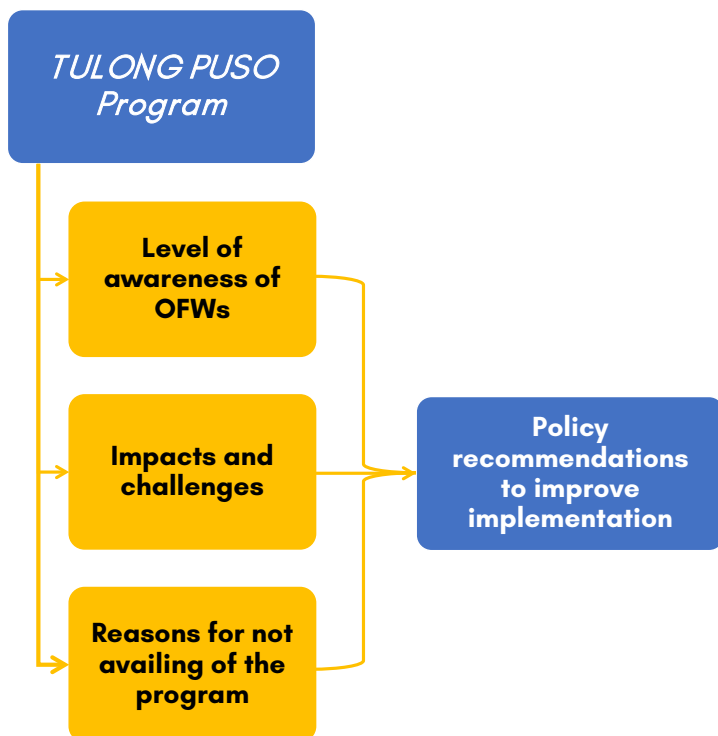 TULONG PUSO
Program
Level of
awareness of
OFWs
Impacts and
challenges
Policy
recommendations
to improve
implementation
Reasons for not
availing of the
program